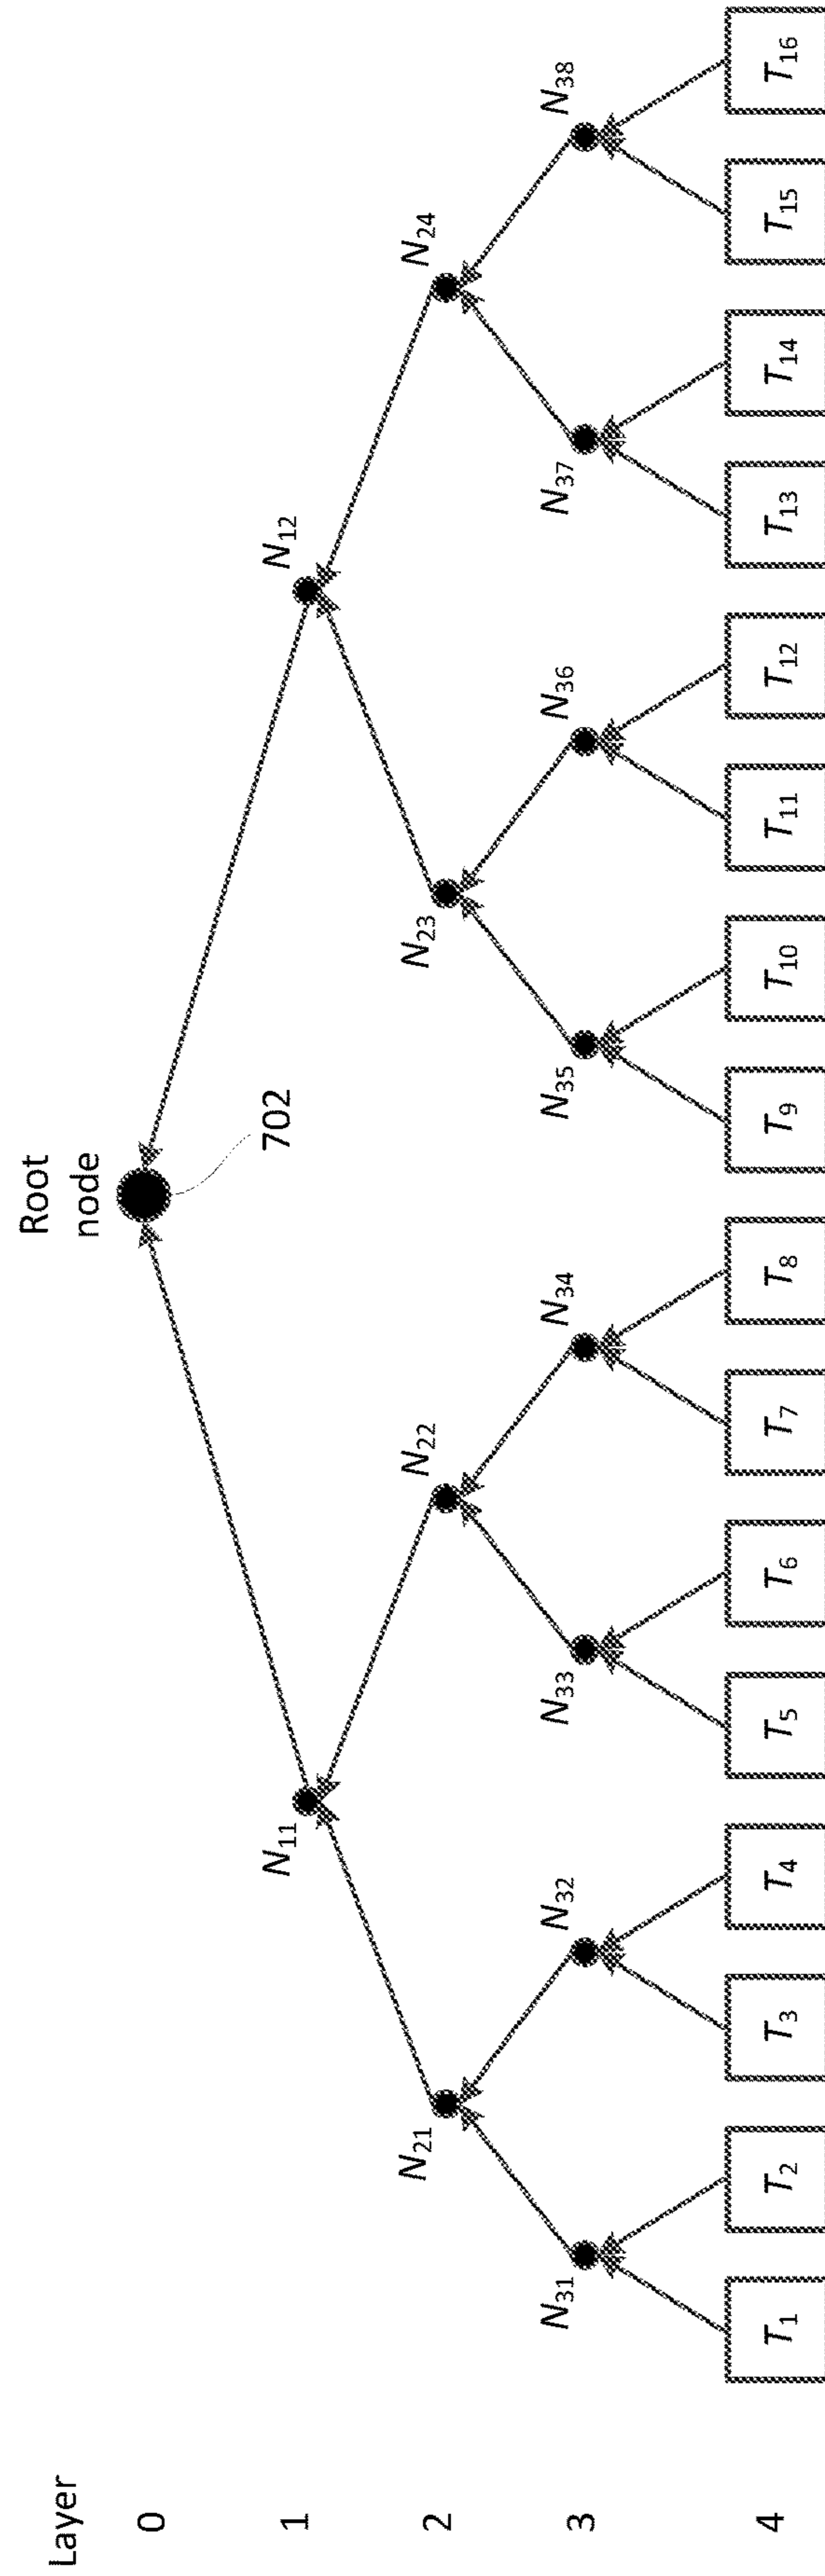 Layer
Root
node
0
702
1
N11
N12
2
N21
N22
N23
N24
3
N31
N32
N33
N34
N35
N36
N37
N38
4
T1
T2
T3
T4
T5
T6
T7
T8
T9
T10
T11
T12
T13
T14
T15
T16